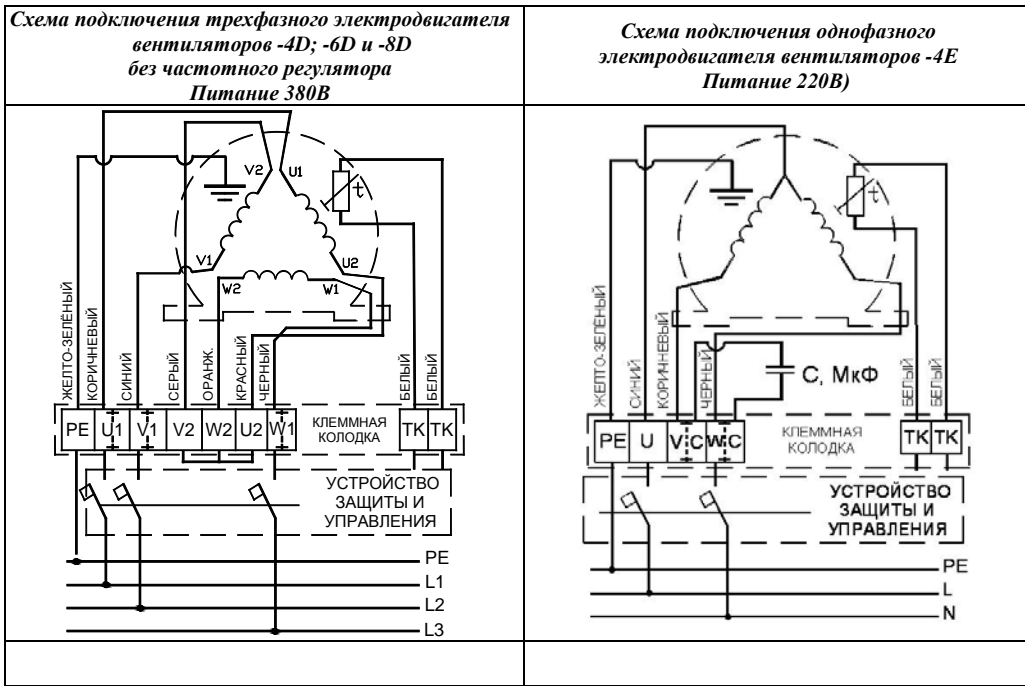 Схема подключения трехфазного электродвигателя
вентиляторов -4D; -6D и -8D
без частотного регулятора
Питание 380В
Схема подключения однофазного
электродвигателя вентиляторов -4Е
Питание 220В)
V2
U1
t
V1
U2
W2
W1
ЖЕЛТО-ЗЕЛЁНЫЙ
КОРИЧНЕВЫЙ
СИНИЙ
СЕРЫЙ
ОРАНЖ.
КРАСНЫЙ
ЧЕРНЫЙ
БЕЛЫЙ
БЕЛЫЙ
PE U1 V1 V2 W2 U2 W1
КЛЕММНАЯ
КОЛОДКА
TK TK
УСТРОЙСТВО
ЗАЩИТЫ И
УПРАВЛЕНИЯ
PE
L1
L2
L3
t
ЖЕЛТО-ЗЕЛЁНЫЙ
СИНИЙ
КОРИЧНЕВЫЙ
ЧЕРНЫЙ
С, МкФ
БЕЛЫЙ
БЕЛЫЙ
PE U V C W C
КЛЕММНАЯ
КОЛОДКА
TK TK
УСТРОЙСТВО
ЗАЩИТЫ И
УПРАВЛЕНИЯ
PE
L
N